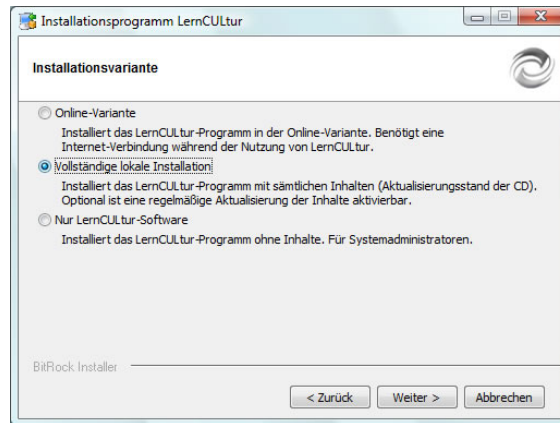 Installationsprogramm LernCULtur
Installationsvariante
Online-Variante
Installiert das LernCULtur-Programm in der Online-Variante. Benötigt eine
Internet-Verbindung während der Nutzung von LernCULtur.
Vollständige lokale Installation
Installiert das LernCULtur-Programm mit sämtlichen Inhalten (Aktualisierungsstand der CD).
Optional ist eine regelmäßige Aktualisierung der Inhalte aktivierbar.
Nur LernCULtur-Software
Installiert das LernCULtur-Programm ohne Inhalte. Für Systemadministratoren.
BitRock Installer
< Zurück Weiter > Abbrechen